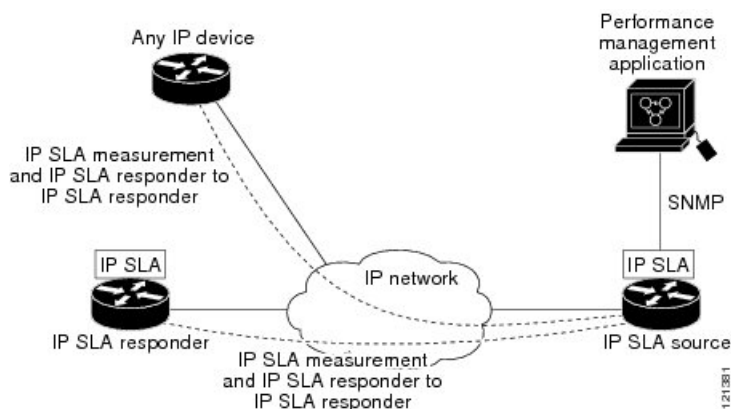 Any IP device
Performance
management
application
IP SLA measurement
and IP SLA responder to
IP SLA responder
SNMP
IP SLA
IP network
IP SLA
IP SLA responder
IP SLA source
IP SLA measurement
and IP SLA responder to
IP SLA responder
121381